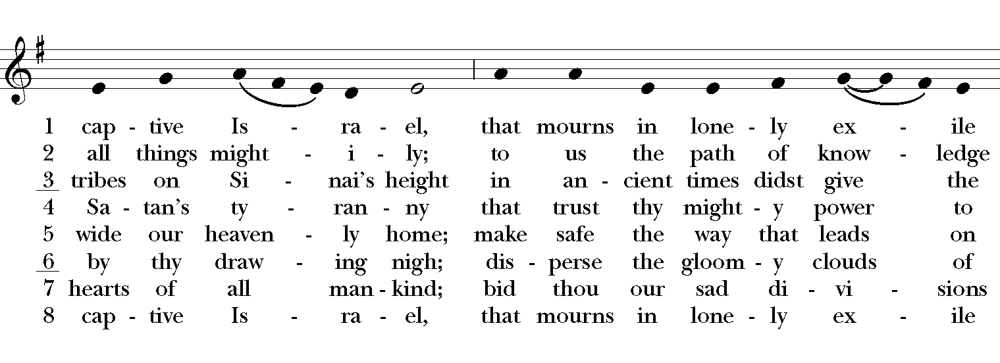 1 cap - tive Is - ra - el, that mourns in lone - ly ex - ile
2 all things might - i - ly; to us the path of know - ledge
3 tribes on Si - nai's height in an - cient times didst give the
4 Sa - tan's ty - ran - ny that trust thy might - y power to
5 wide our heaven - ly home; make safe the way that leads on
6 by thy draw - ing nigh; dis - perse the gloom - y clouds of
7 hearts of all man - kind; bid thou our sad di - vi - sions
8 cap - tive Is - ra - el, that mourns in lone - ly ex - ile